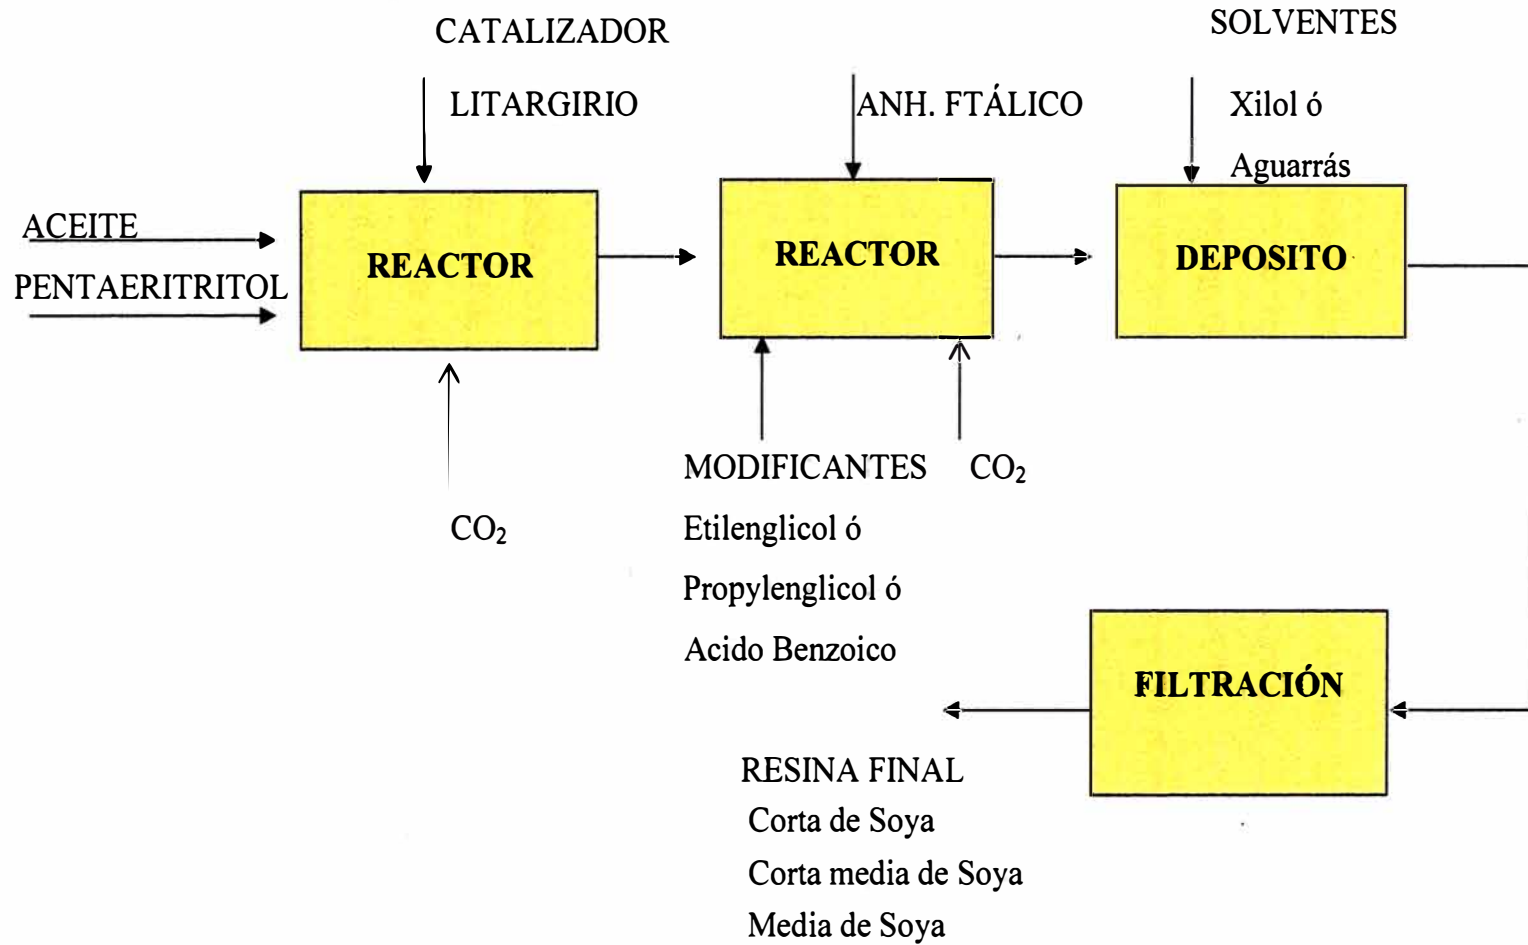 CATALIZADOR
LITARGIRIO
ANH. FTÁLICO
SOLVENTES
Xilol ó
Aguarrás
ACEITE
PENTAERITRITOL
REACTOR
REACTOR
DEPOSITO
CO₂
MODIFICANTES
CO₂
Etilenglicol ó
Propylenglicol ó
Acido Benzoico
FILTRACIÓN
RESINA FINAL
Corta de Soya
Corta media de Soya
Media de Soya